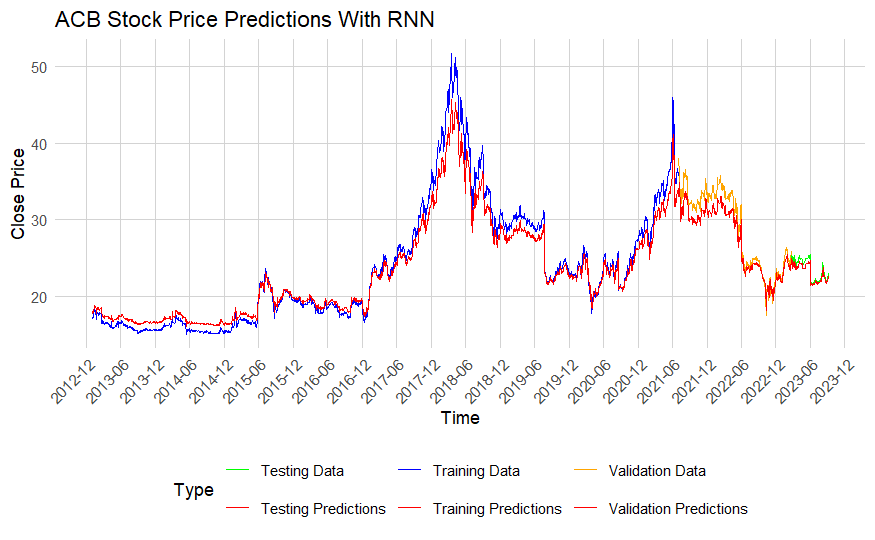 ACB Stock Price Predictions With RNN
50
40
30
20
Close Price
2012-12
2013-06
2013-12
2014-06
2014-12
2015-06
2015-12
2016-06
2016-12
2017-06
2017-12
2018-06
2018-12
2019-06
2019-12
2020-06
2020-12
2021-06
2021-12
2022-06
2022-12
2023-06
2023-12
Time
Type
Testing Data
Training Data
Validation Data
Testing Predictions
Training Predictions
Validation Predictions